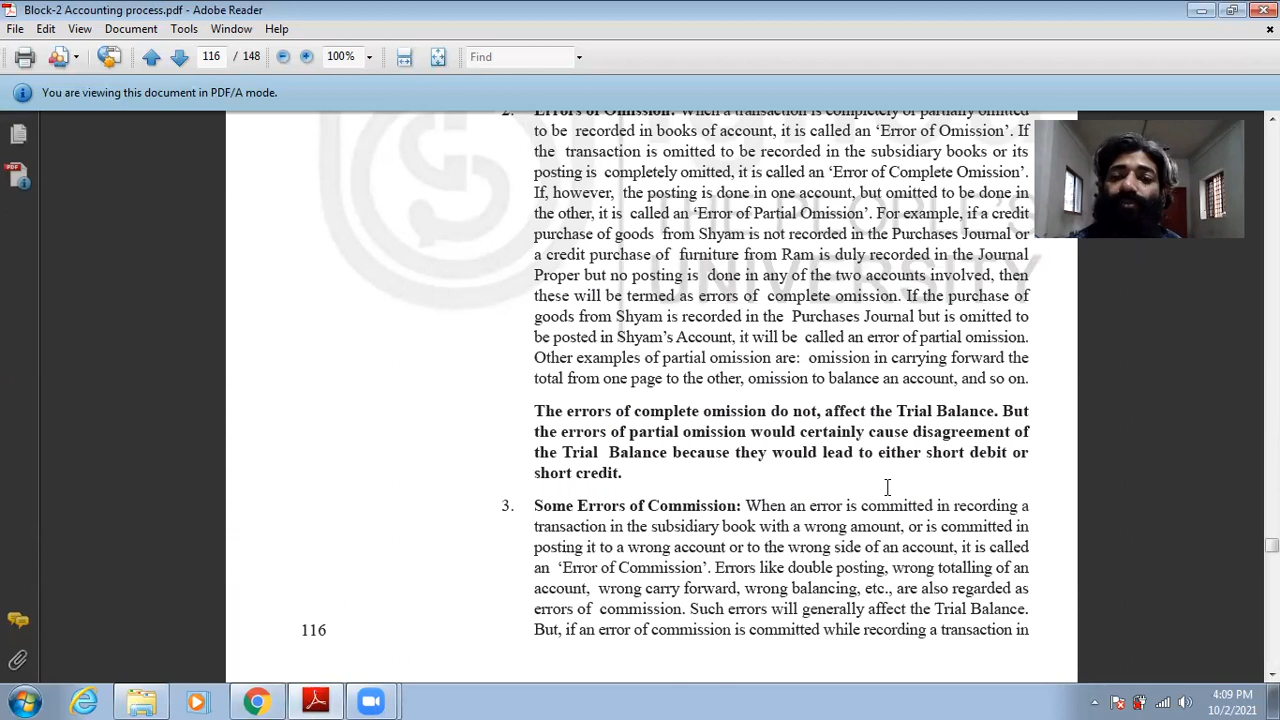 Block-2 Accounting process.pdf - Adobe Reader
File Edit View Document Tools Window Help
116 / 148 100% Find
You are viewing this document in PDF/A mode.
2. Errors of Omission: When a transaction is completely or partially omitted
to be recorded in books of account, it is called an ‘Error of Omission’. If
the transaction is omitted to be recorded in the subsidiary books or its
posting is completely omitted, it is called an ‘Error of Complete Omission’.
If, however, the posting is done in one account, but omitted to be done in
the other, it is called an ‘Error of Partial Omission’. For example, if a credit
purchase of goods from Shyam is not recorded in the Purchases Journal or
a credit purchase of furniture from Ram is duly recorded in the Journal
Proper but no posting is done in any of the two accounts involved, then
these will be termed as errors of complete omission. If the purchase of
goods from Shyam is recorded in the Purchases Journal but is omitted to
be posted in Shyam’s Account, it will be called an error of partial omission.
Other examples of partial omission are: omission in carrying forward the
total from one page to the other, omission to balance an account, and so on.
The errors of complete omission do not, affect the Trial Balance. But
the errors of partial omission would certainly cause disagreement of
the Trial Balance because they would lead to either short debit or
short credit.
3. Some Errors of Commission: When an error is committed in recording a
transaction in the subsidiary book with a wrong amount, or is committed in
posting it to a wrong account or to the wrong side of an account, it is called
an ‘Error of Commission’. Errors like double posting, wrong totalling of an
account, wrong carry forward, wrong balancing, etc., are also regarded as
errors of commission. Such errors will generally affect the Trial Balance.
116 But, if an error of commission is committed while recording a transaction in
THE PEOPLE'S
UNIVERSITY
4:09 PM
10/2/2021